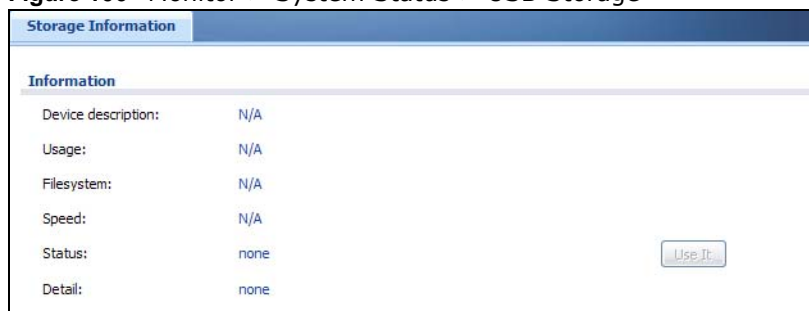 Storage Information
Information
Device description: N/A
Usage: N/A
Filesystem: N/A
Speed: N/A
Status: none Use It
Detail: none